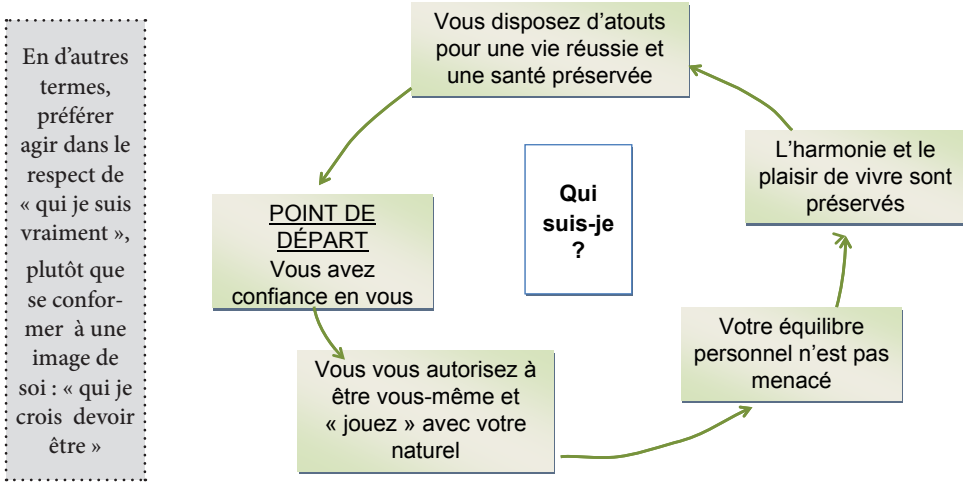 En d’autres
termes,
préférer
agir dans le
respect de
« qui je suis
vraiment »,
plutôt que
se confor-
mer à une
image de
soi : « qui je
crois devoir
être »
Vous disposez d’atouts
pour une vie réussie et
une santé préservée
L’harmonie et le
plaisir de vivre sont
préservés
Qui
suis-je
?
POINT DE
DÉPART
Vous avez
confiance en vous
Votre équilibre
personnel n’est pas
menacé
Vous vous autorisez à
être vous-même et
« jouez » avec votre
naturel